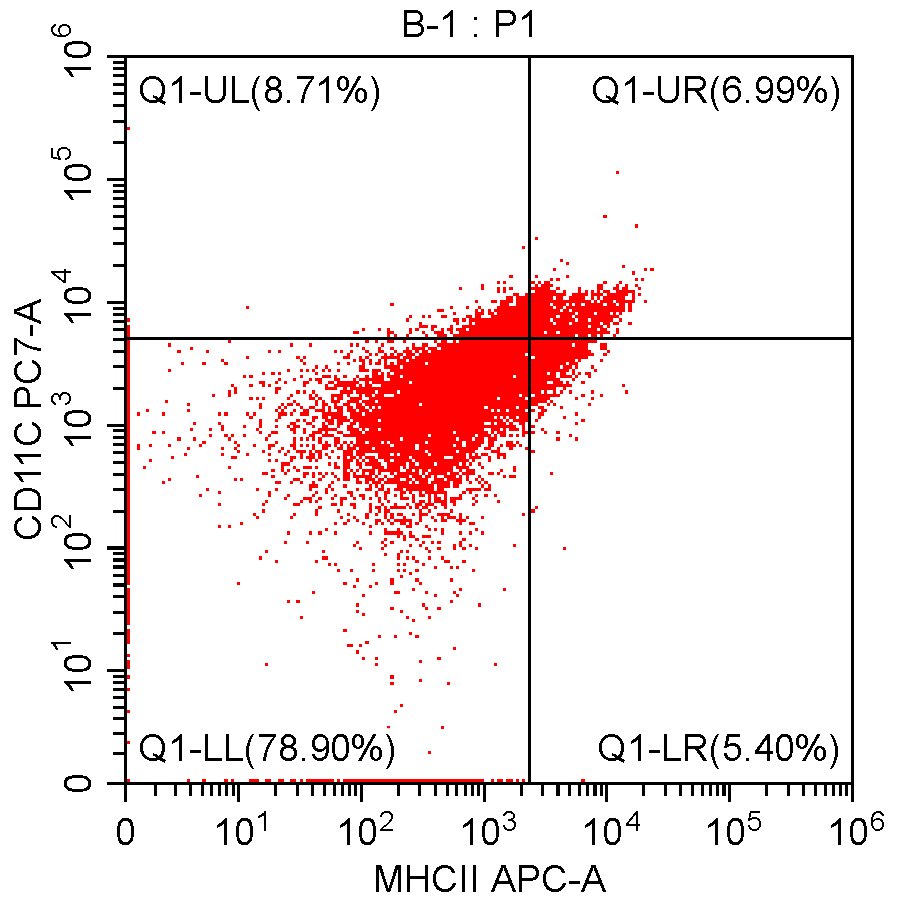 B-1 : P1
Q1-UL(8.71%)
Q1-UR(6.99%)
10^6
10^5
10^4
10^3
10^2
10^1
0
CD11C PC7-A
Q1-LL(78.90%)
Q1-LR(5.40%)
0
10^1
10^2
10^3
10^4
10^5
10^6
MHCII APC-A